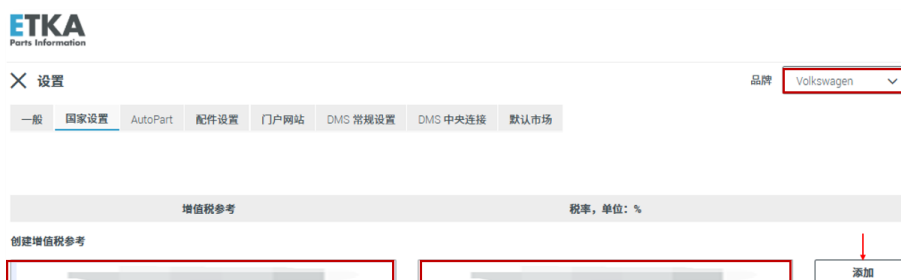 ETKA
Parts Information
设置
品牌 Volkswagen
一般 国家设置 AutoPart 配件设置 门户网站 DMS 常规设置 DMS 中央连接 默认市场
增值税参考 税率，单位：%
创建增值税参考
添加